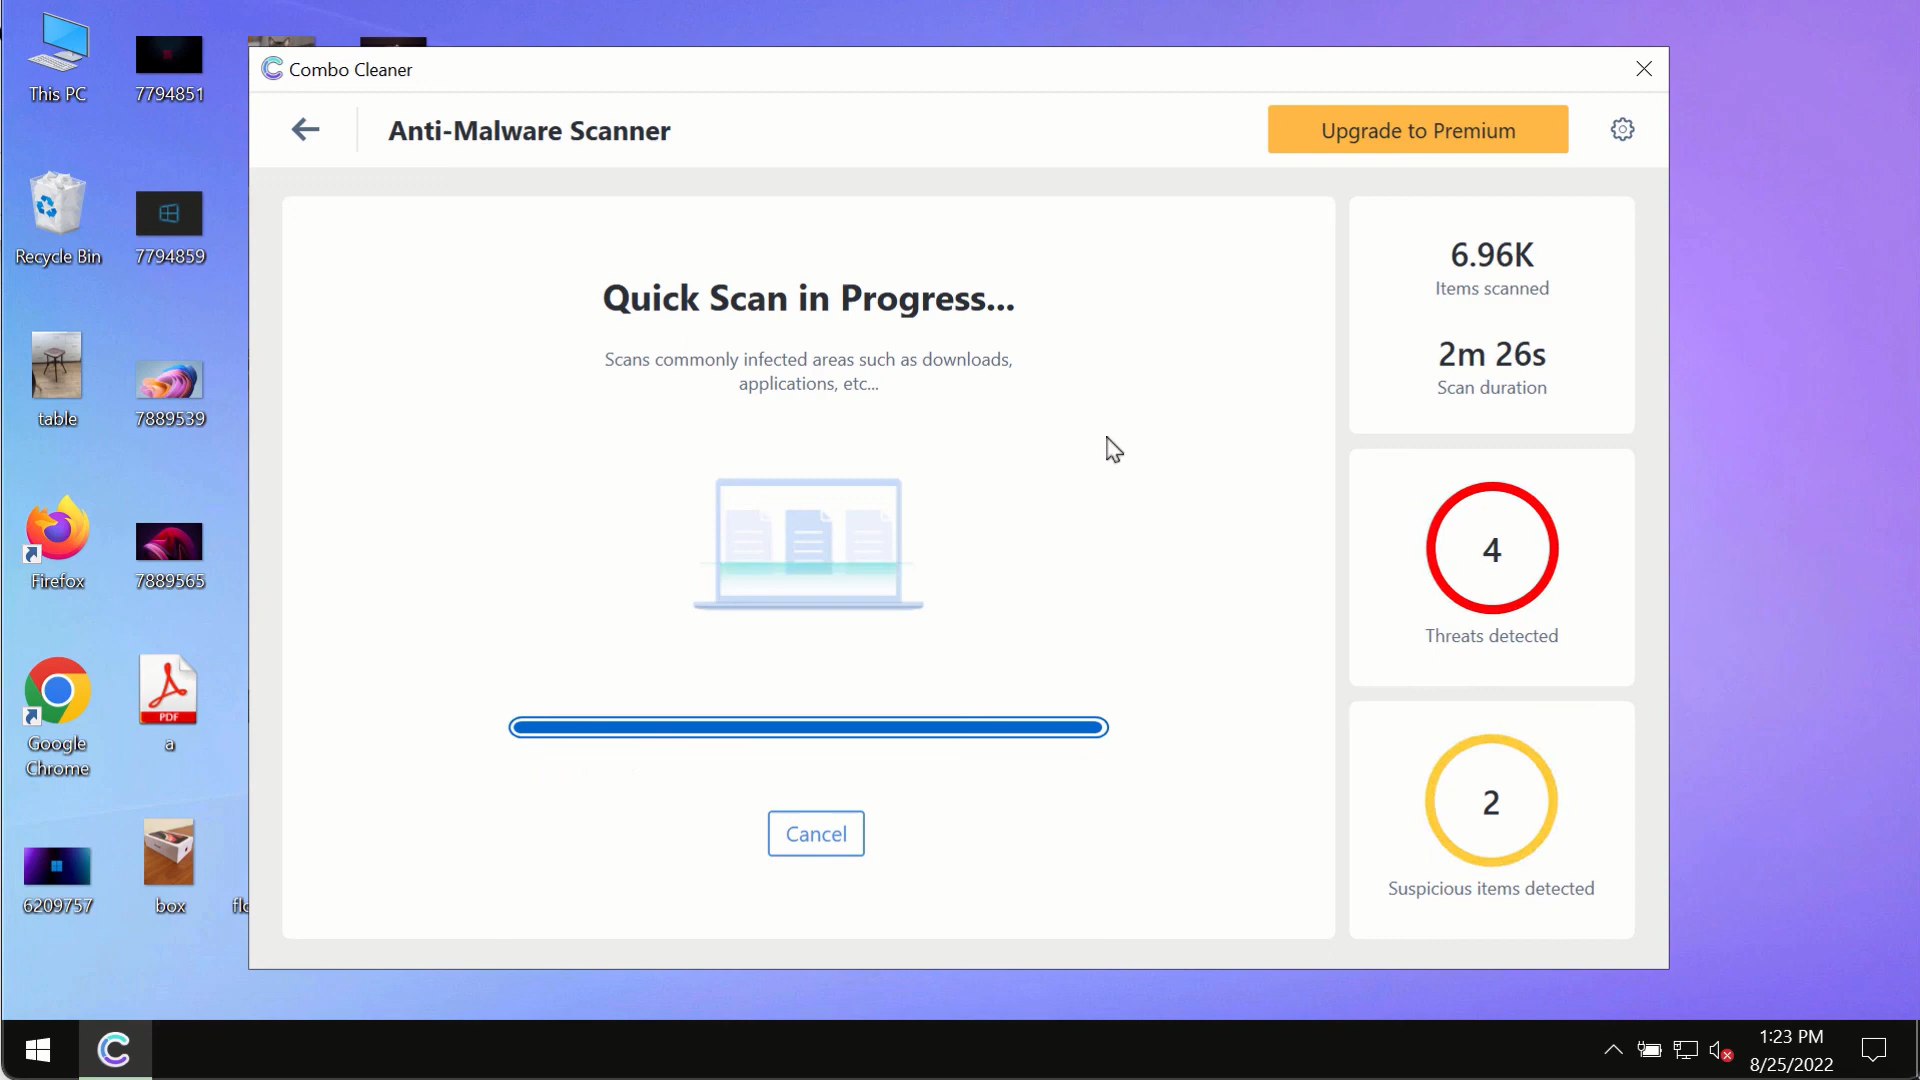 This PC
7794851
Recycle Bin
7794859
table
7889539
Firefox
7889565
Google
Chrome
PDF
a
6209757
box
Combo Cleaner
Anti-Malware Scanner
Upgrade to Premium
Quick Scan in Progress...
Scans commonly infected areas such as downloads,
applications, etc...
Cancel
6.96K
Items scanned
2m 26s
Scan duration
4
Threats detected
2
Suspicious items detected
1:23 PM
8/25/2022